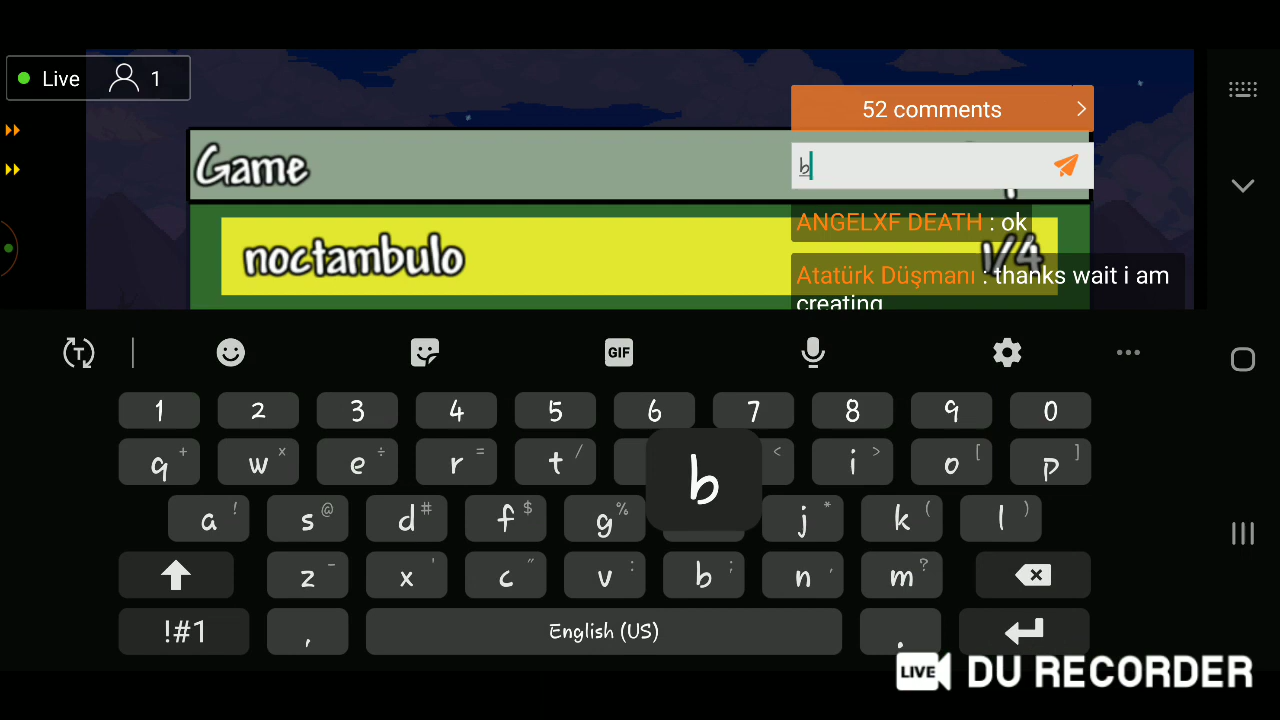 Live 1
52 comments
Game
b
ANGELXF DEATH : ok
noctambulo 1/4
Atatürk Düşmanı : thanks wait i am
creating
T GIF
1 2 3 4 5 6 7 8 9 0
q + w × e ÷ r = t / < i > o [ p ]
b
a ! s @ d # f $ g % j * k ( l )
z - x ' c " v : b ; n , m ?
!#1 , English (US) .
LIVE DU RECORDER